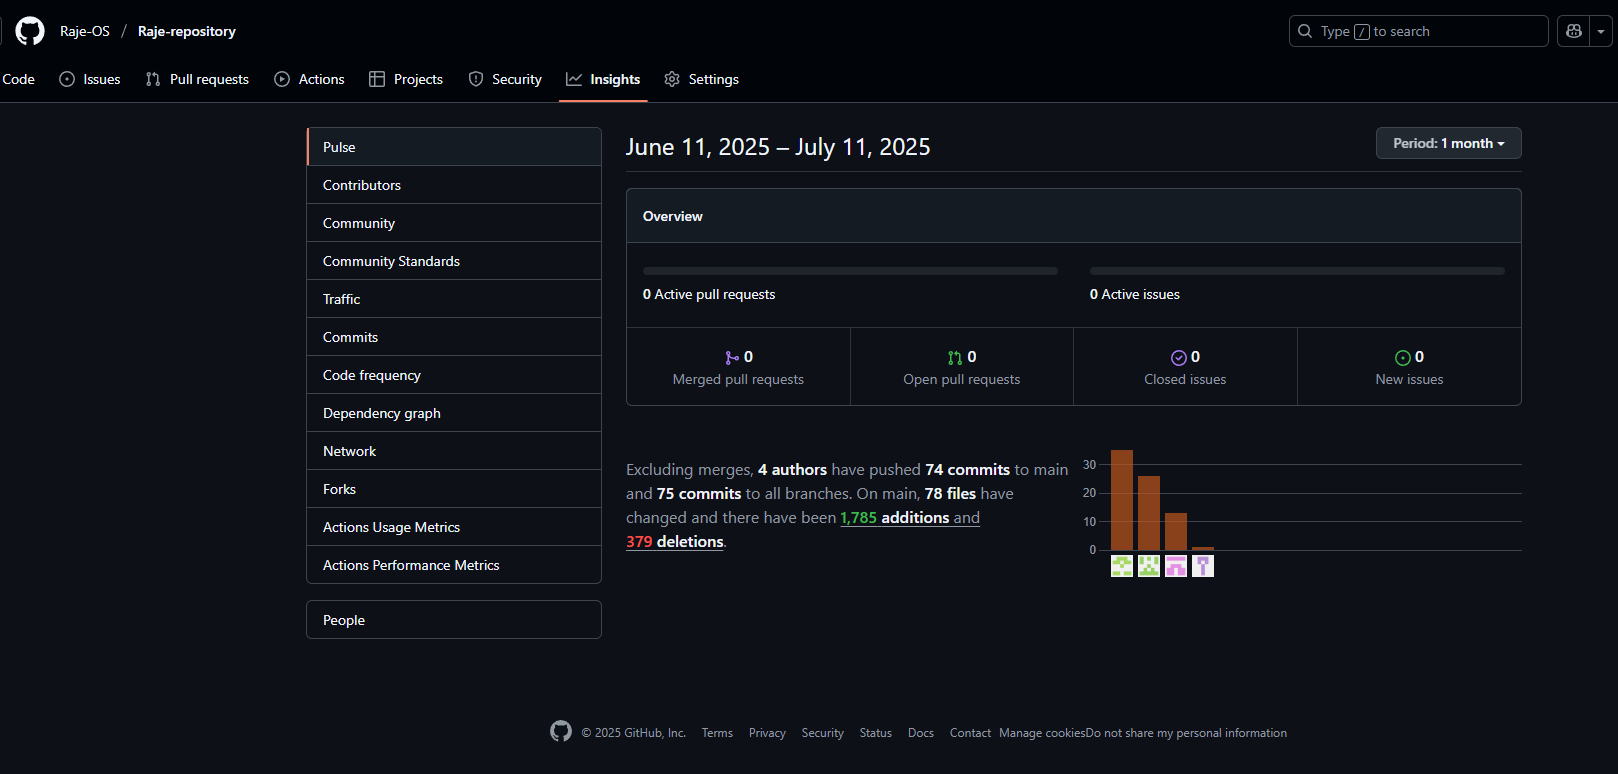 Raje-OS / Raje-repository
Type / to search
Code Issues Pull requests Actions Projects Security Insights Settings
Pulse
Contributors
Community
Community Standards
Traffic
Commits
Code frequency
Dependency graph
Network
Forks
Actions Usage Metrics
Actions Performance Metrics
People
June 11, 2025 – July 11, 2025
Period: 1 month
Overview
0 Active pull requests
0 Active issues
0
Merged pull requests
0
Open pull requests
0
Closed issues
0
New issues
Excluding merges, 4 authors have pushed 74 commits to main
and 75 commits to all branches. On main, 78 files have
changed and there have been 1,785 additions and
379 deletions.
30
20
10
0
© 2025 GitHub, Inc. Terms Privacy Security Status Docs Contact Manage cookies Do not share my personal information